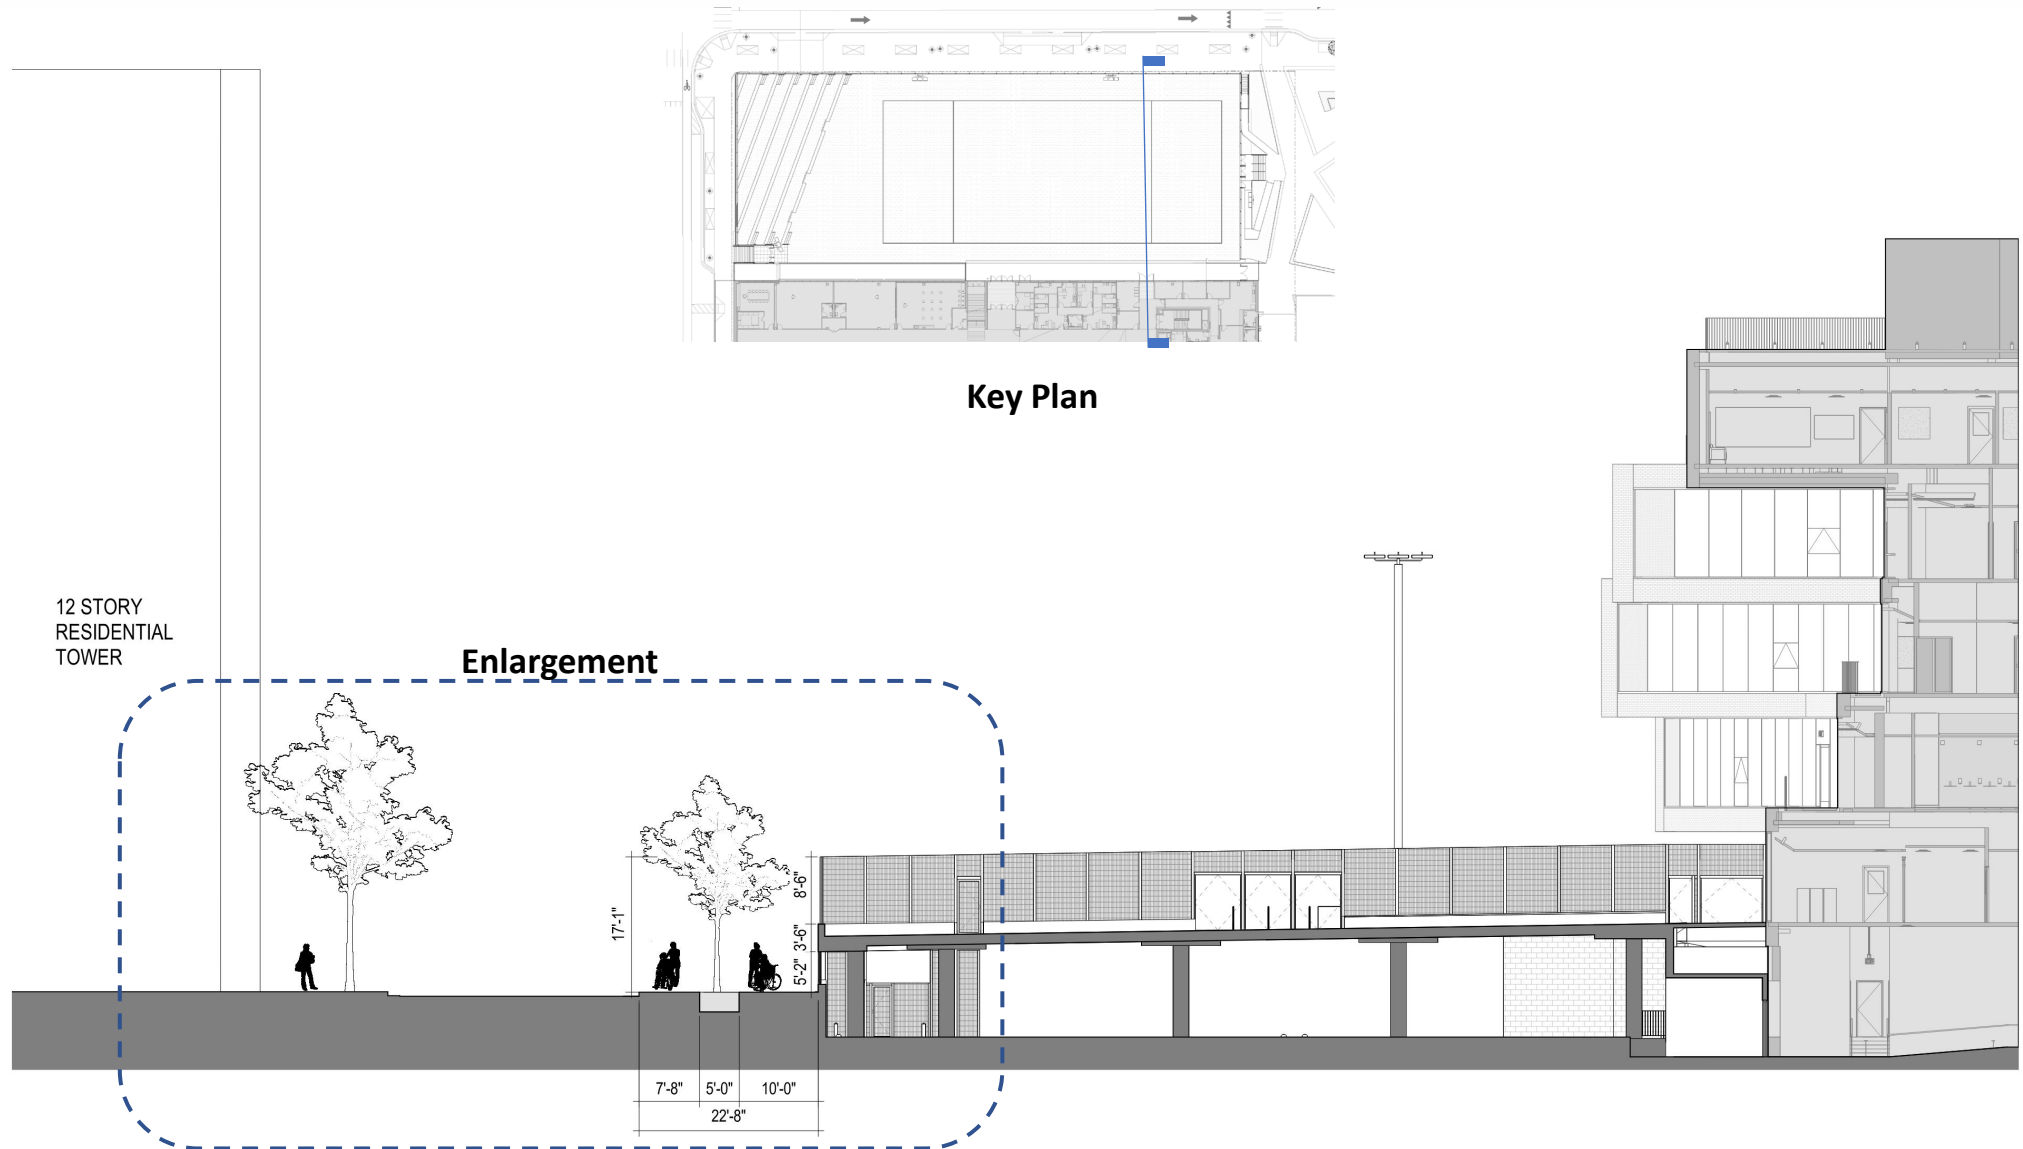 Key Plan
12 STORY
RESIDENTIAL
TOWER
Enlargement
17'-1"
8'-6"
3'-6"
5'-2"
7'-8" 5'-0" 10'-0"
22'-8"